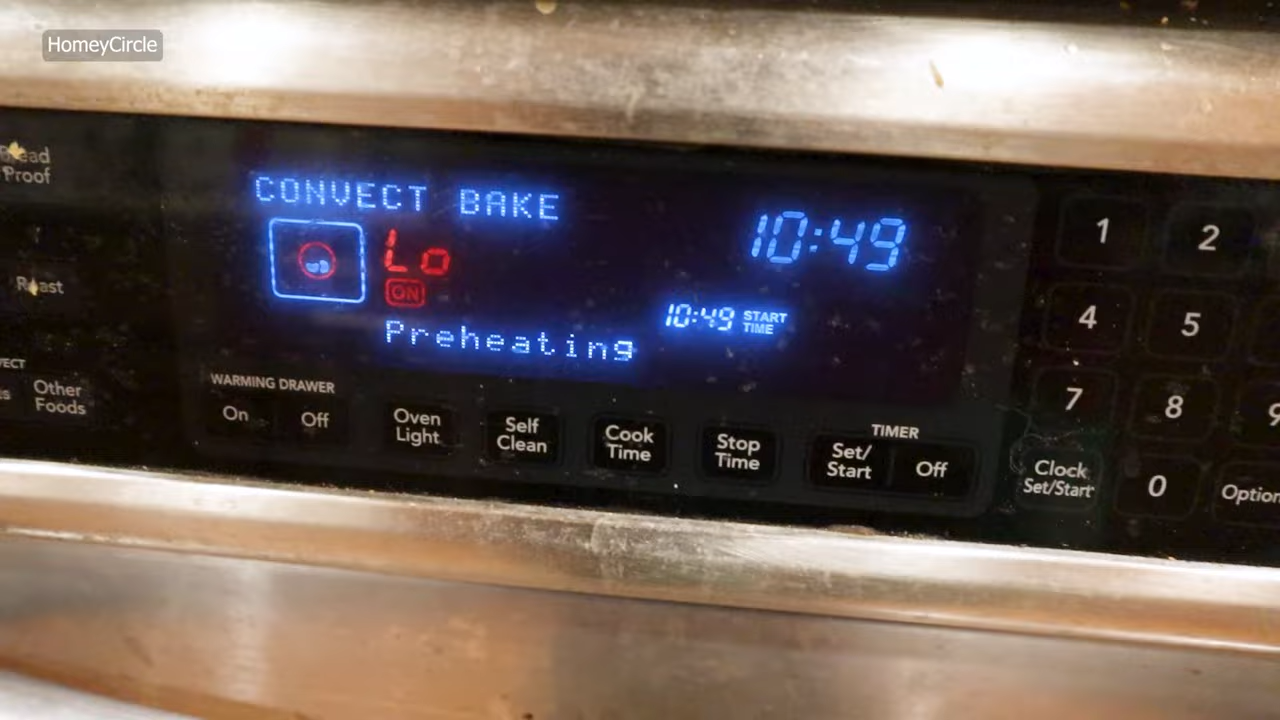 HomeyCircle
Bread
Proof
Roast
Other
Foods
CONVECT BAKE
Lo
ON
Preheating
10:49
10:49 START
TIME
WARMING DRAWER
On
Off
Oven
Light
Self
Clean
Cook
Time
Stop
Time
TIMER
Set/
Start
Off
Clock
Set/Start
1
2
4
5
7
8
9
0
Option